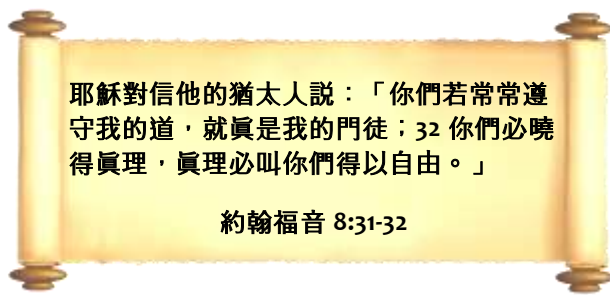 耶穌對信他的猶太人説：「你們若常常遵
守我的道，就眞是我的門徒；32 你們必曉
得眞理，眞理必叫你們得以自由。」
約翰福音 8:31-32